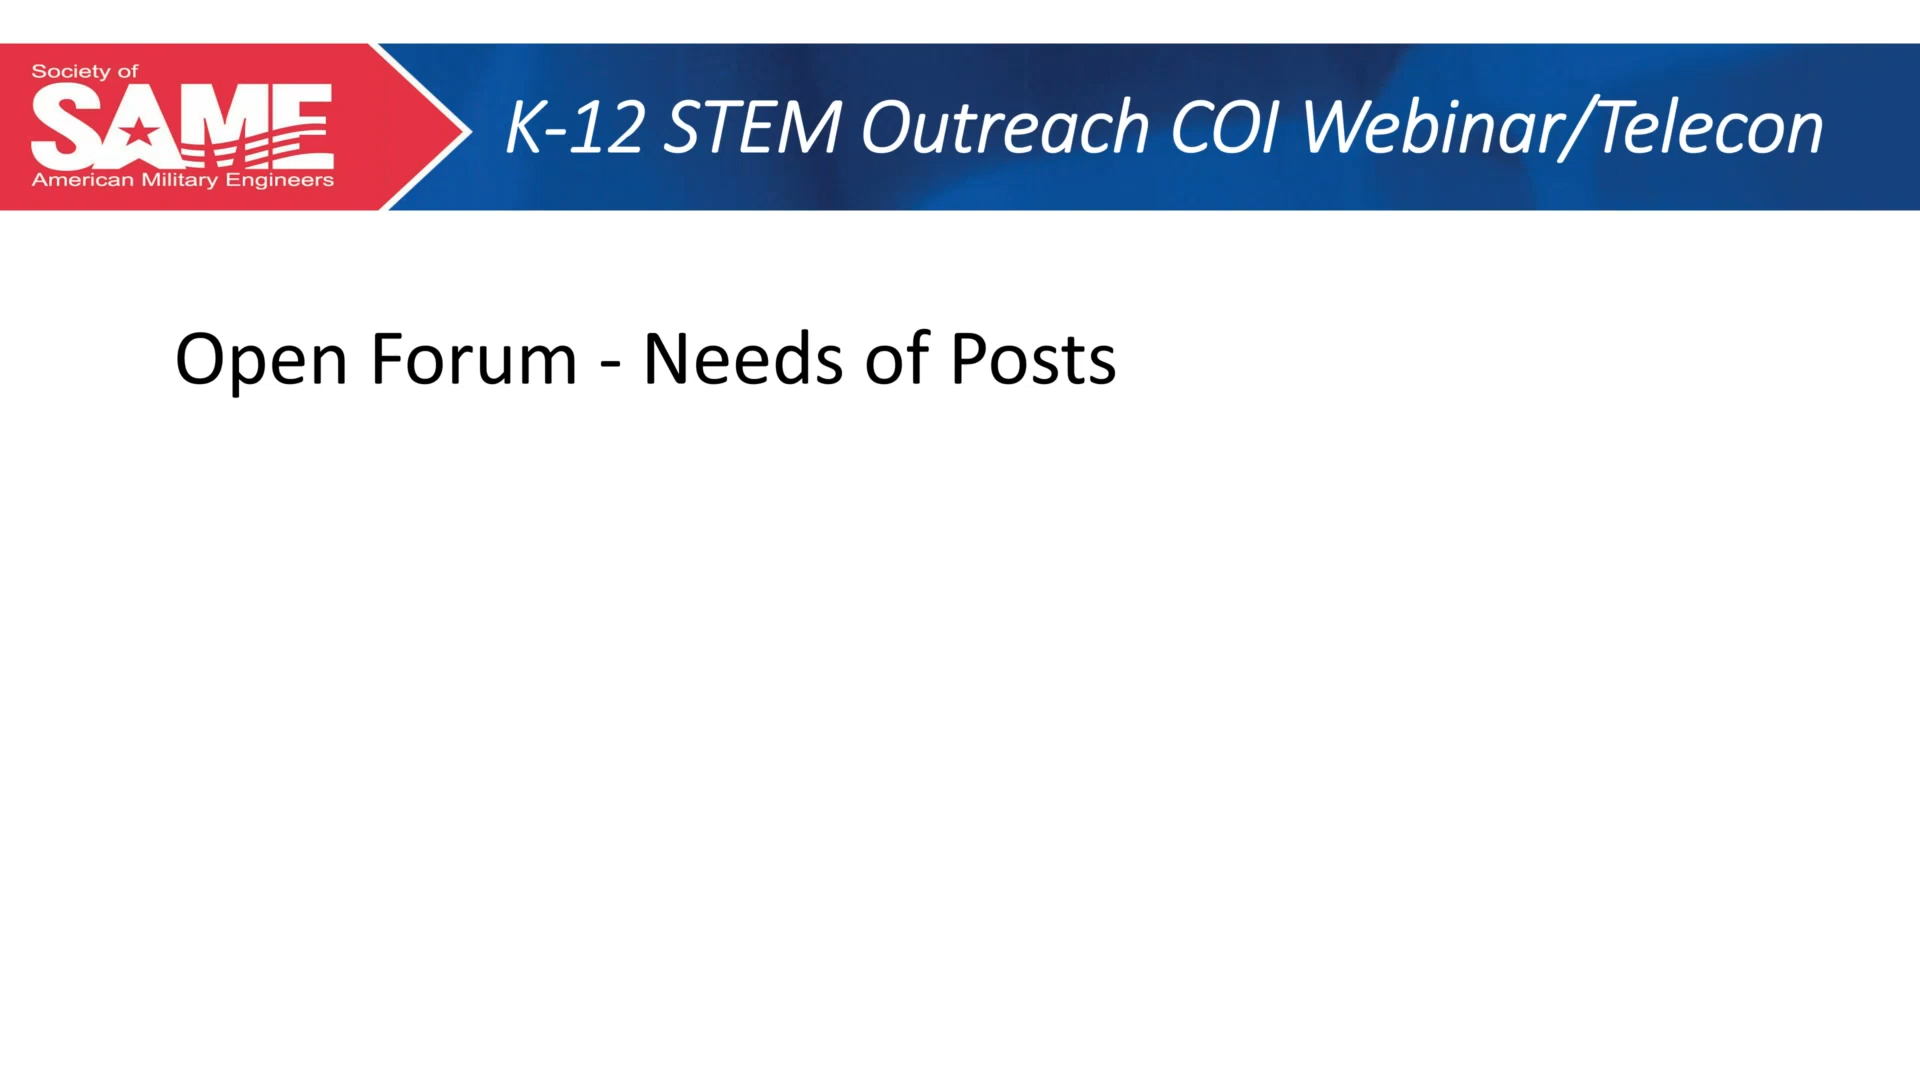 Society of
SAME
American Military Engineers
K-12 STEM Outreach COI Webinar/Telecon
Open Forum - Needs of Posts